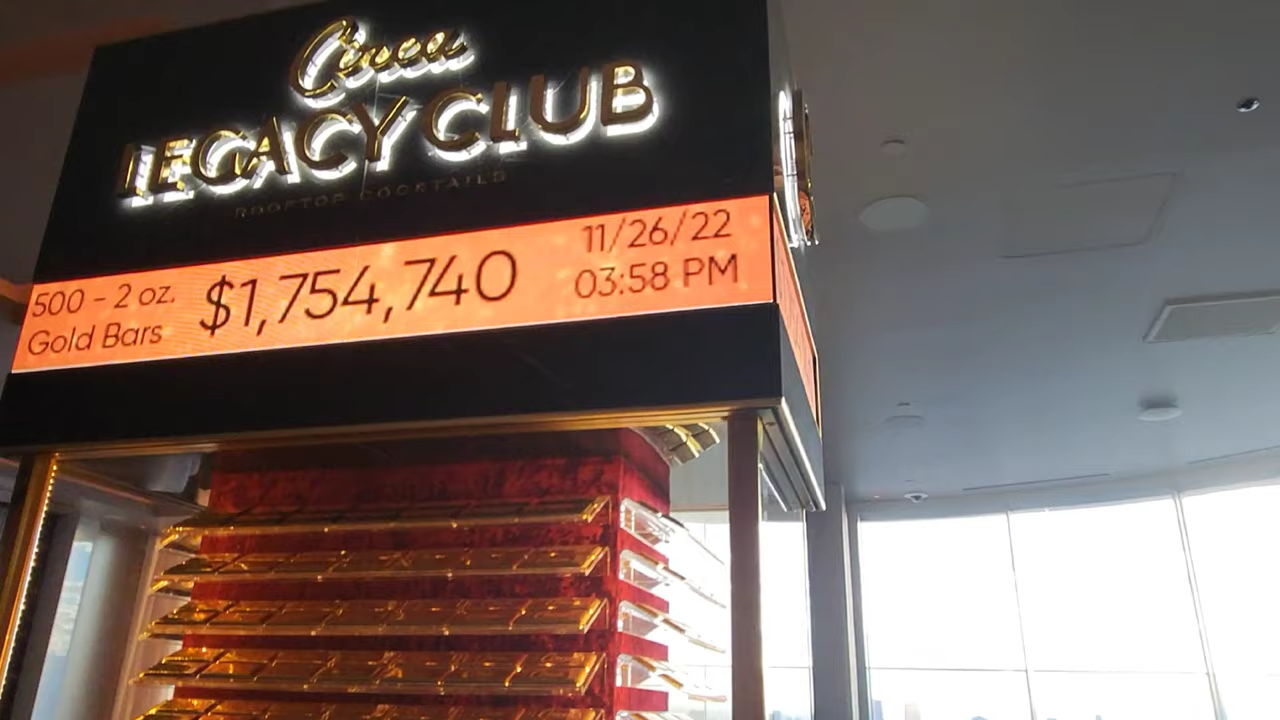 Circa
LEGACY CLUB
ROOFTOP COCKTAILS
500 - 2 oz.
Gold Bars
$1,754,740
11/26/22
03:58 PM